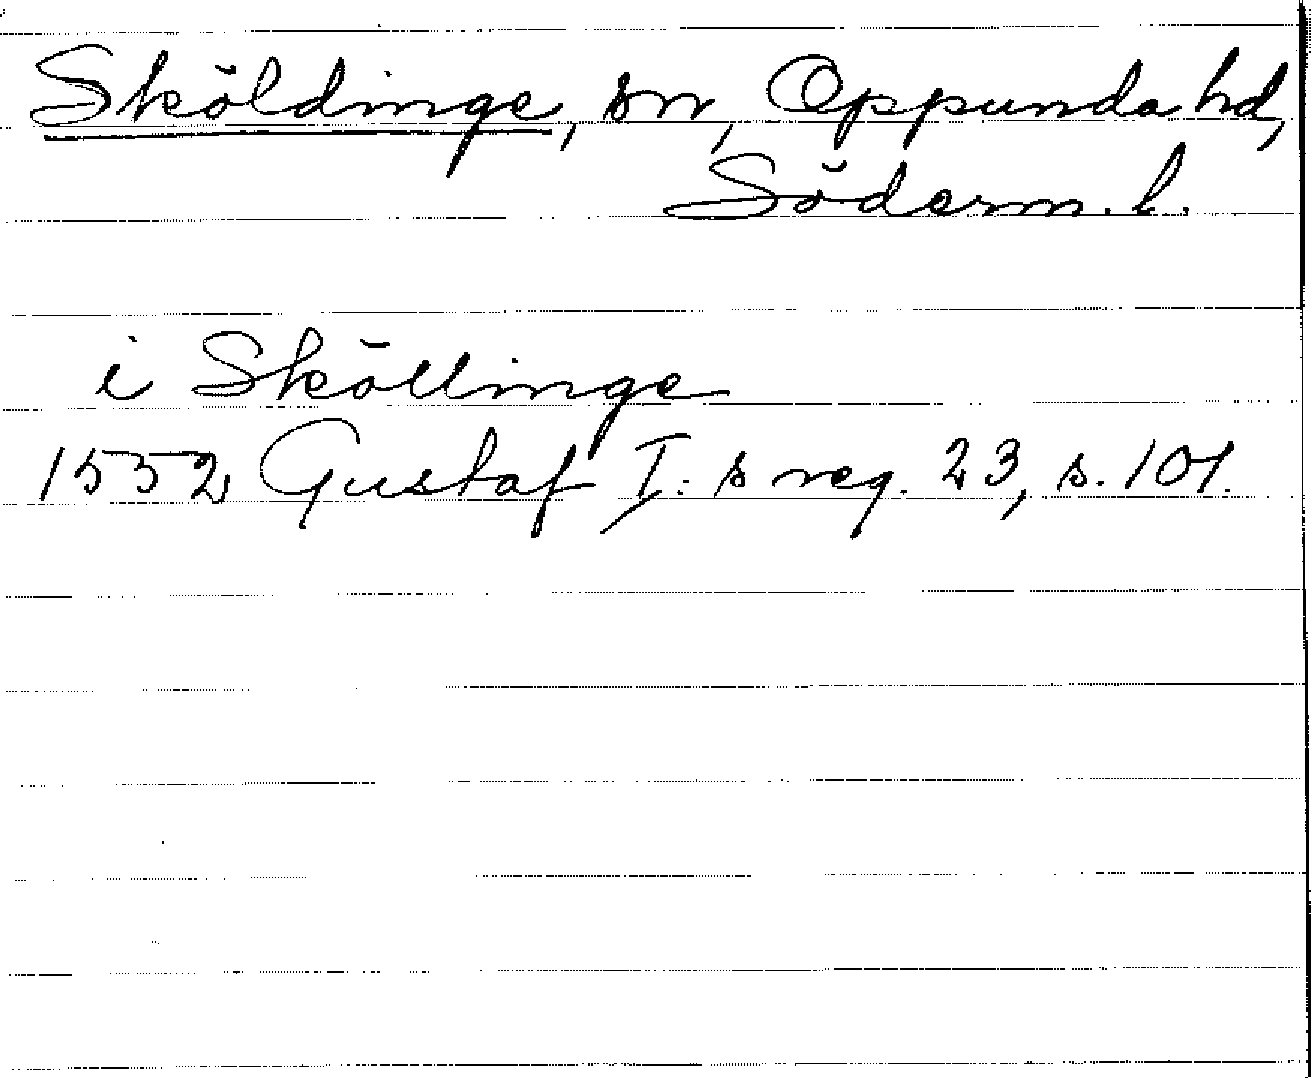 Sköldinge, sn, Oppunda hd,
Söderm. l.
i Sköllinge
1552 Gustaf I:s reg. 23, s. 101.